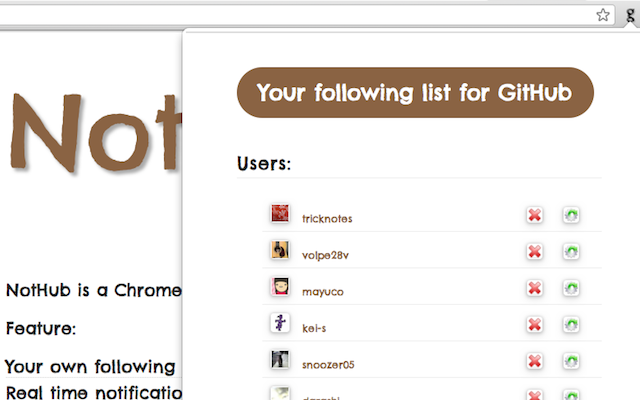 Not
NotHub is a Chrome
Feature:
Your own following
Real time notificatio
Your following list for GitHub
Users:
tricknotes
volpe28v
mayuco
kei-s
snoozer05